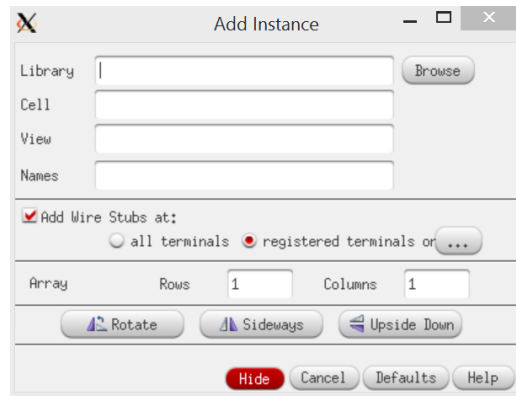 Add Instance
Library Browse
Cell
View
Names
Add Wire Stubs at:
all terminals registered terminals or ...
Array Rows 1 Columns 1
Rotate Sideways Upside Down
Hide Cancel Defaults Help